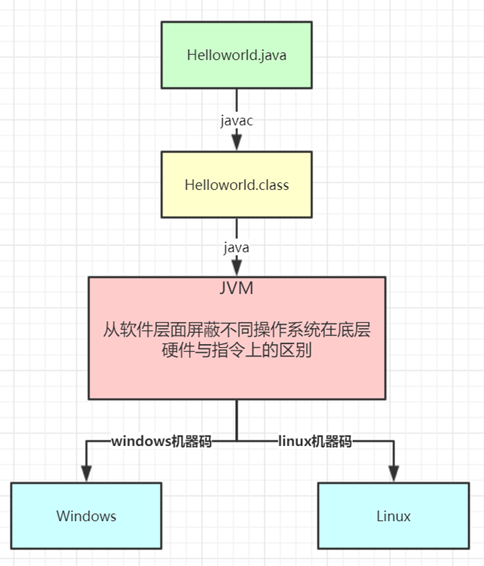 Helloworld.java
javac
Helloworld.class
java
JVM
从软件层面屏蔽不同操作系统在底层
硬件与指令上的区别
windows机器码
linux机器码
Windows
Linux